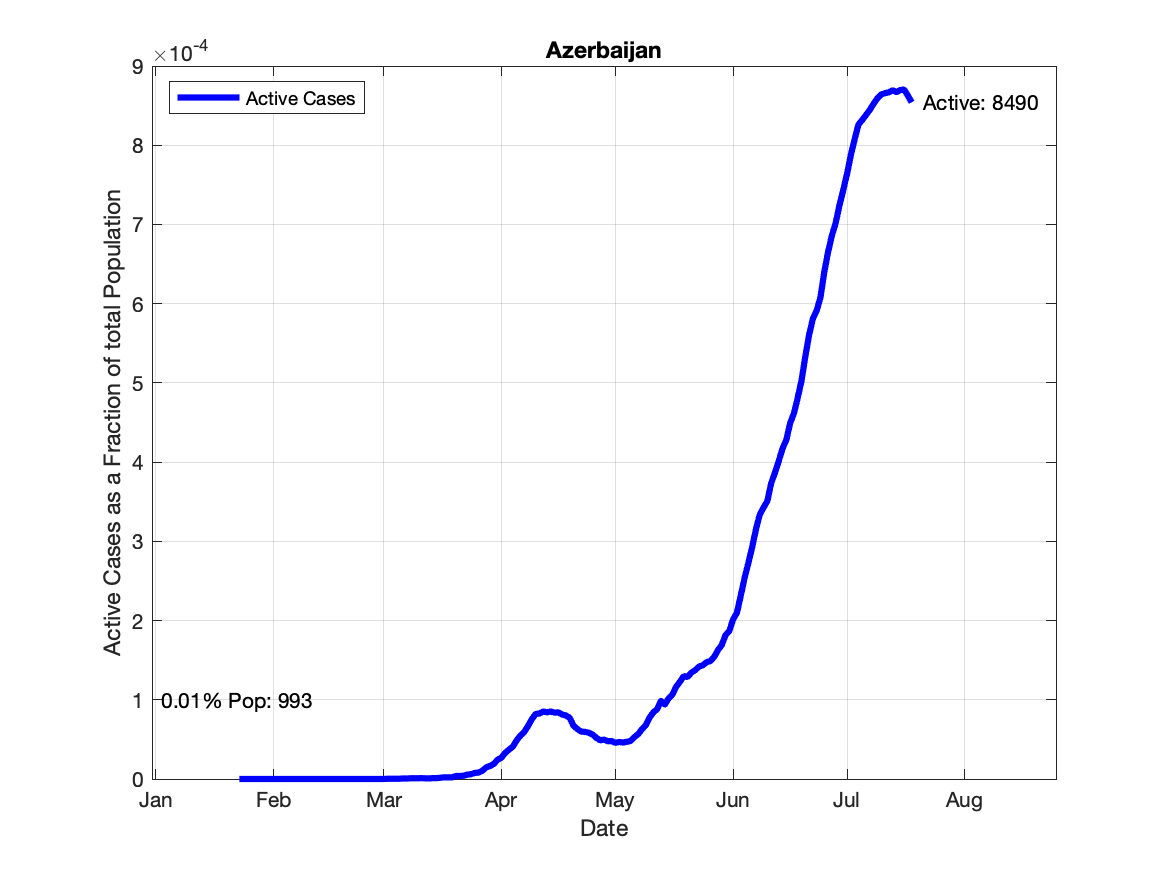 Azerbaijan
×10-4
Active Cases
Active: 8490
9
8
7
6
5
4
3
2
1
0
0.01% Pop: 993
Active Cases as a Fraction of total Population
Jan Feb Mar Apr May Jun Jul Aug
Date